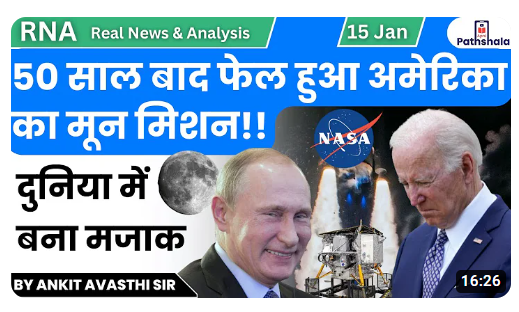 RNA Real News & Analysis
15 Jan
Pathshala
50 साल बाद फेल हुआ अमेरिका
का मून मिशन!!
NASA
दुनिया में
बना मजाक
BY ANKIT AVASTHI SIR
16:26